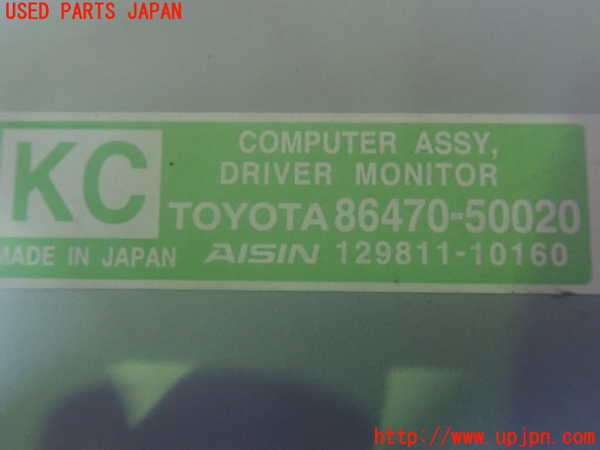 USED PARTS JAPAN
KC
COMPUTER ASSY,
DRIVER MONITOR
TOYOTA 86470-50020
MADE IN JAPAN AISIN 129811-10160
http://www.upjpn.com